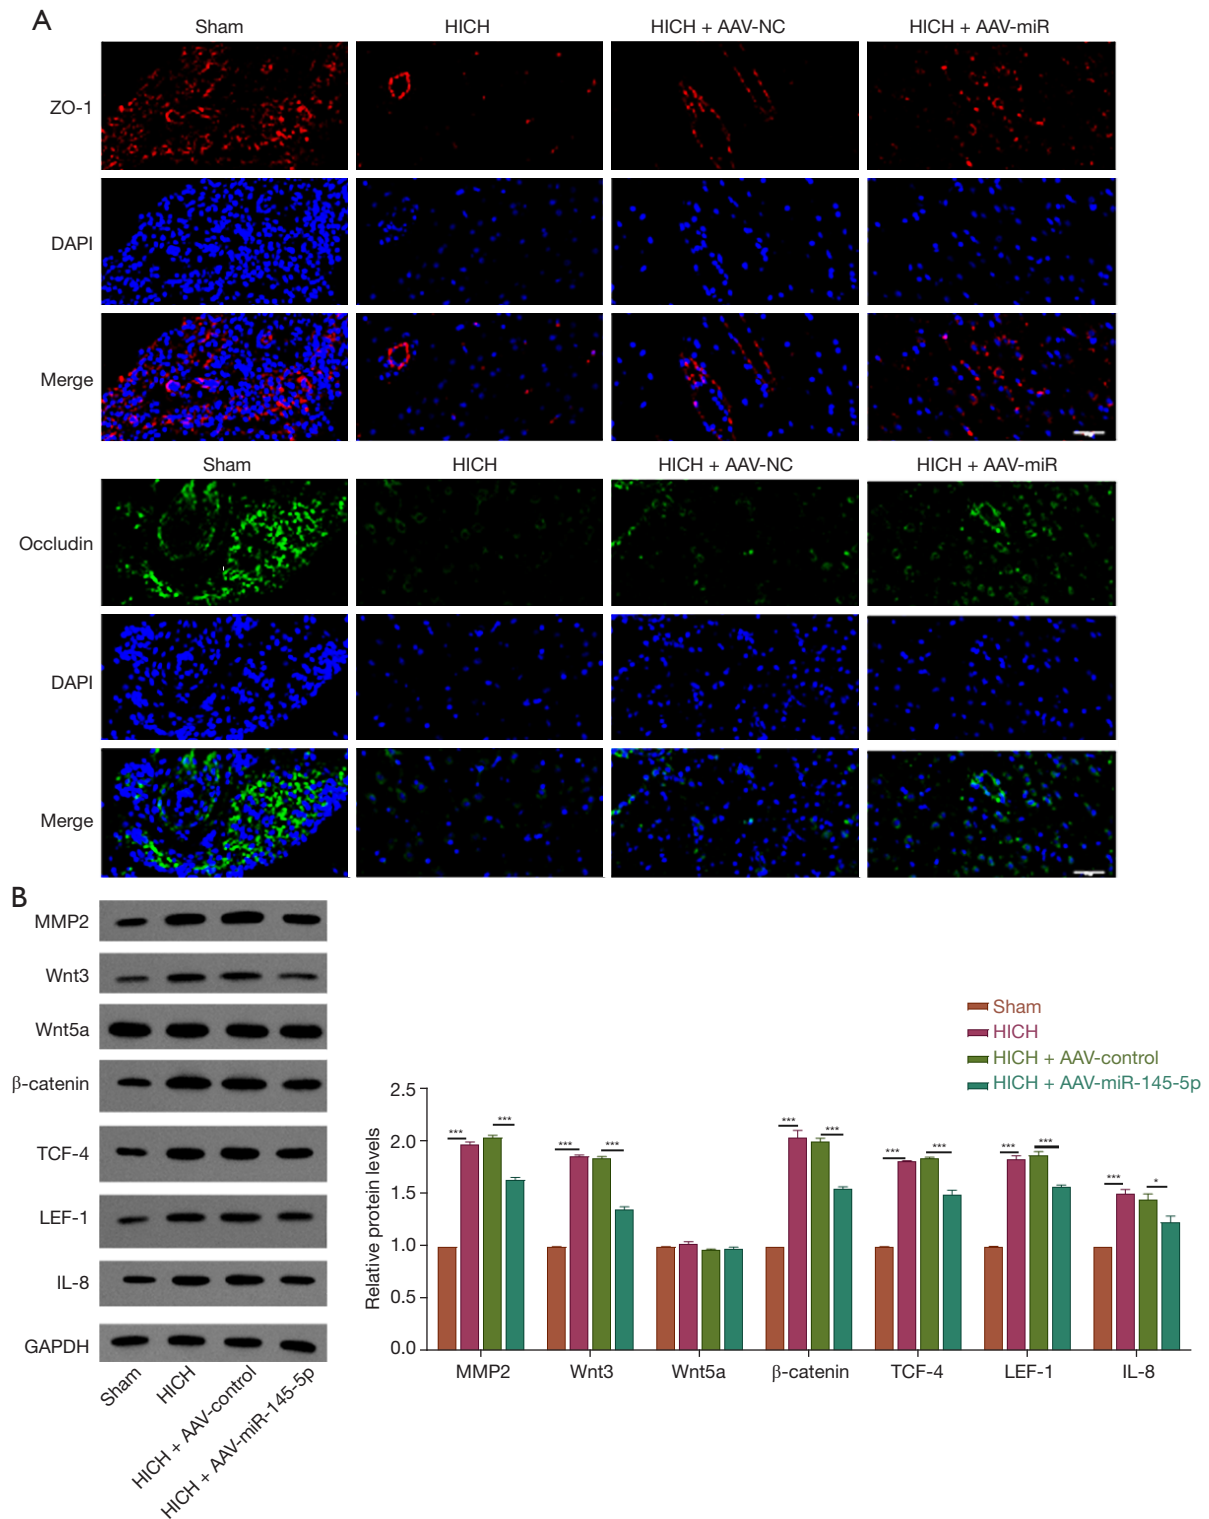 A
Sham HICH HICH + AAV-NC HICH + AAV-miR
ZO-1
DAPI
Merge
Sham HICH HICH + AAV-NC HICH + AAV-miR
Occludin
DAPI
Merge
B
MMP2
Wnt3
Wnt5a
β-catenin
TCF-4
LEF-1
IL-8
GAPDH
Sham
HICH
HICH + AAV-control
HICH + AAV-miR-145-5p
Sham
HICH
HICH + AAV-control
HICH + AAV-miR-145-5p
Relative protein levels
2.5
2.0
1.5
1.0
0.5
0.0
*** *** *** *** *** *** *** *** *** *** *** *
MMP2 Wnt3 Wnt5a β-catenin TCF-4 LEF-1 IL-8